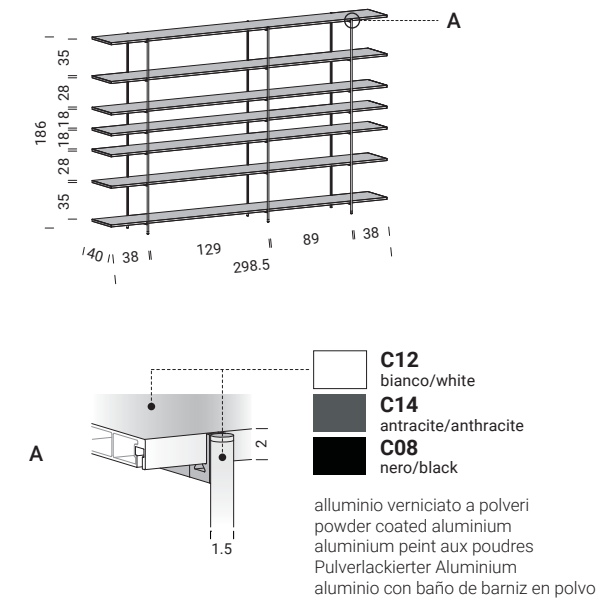 A
35
28
18
18
28
35
186
40
38
129
89
38
298.5
C12
bianco/white
C14
antracite/anthracite
C08
nero/black
A
2
1.5
alluminio verniciato a polveri
powder coated aluminium
aluminium peint aux poudres
Pulverlackierter Aluminium
aluminio con baño de barniz en polvo